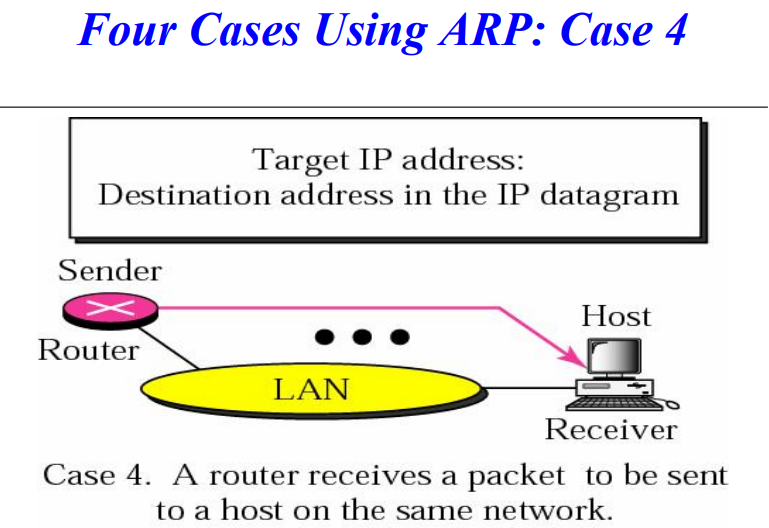 Four Cases Using ARP: Case 4
Target IP address:
Destination address in the IP datagram
Sender
Router
Host
LAN
Receiver
Case 4. A router receives a packet to be sent
to a host on the same network.